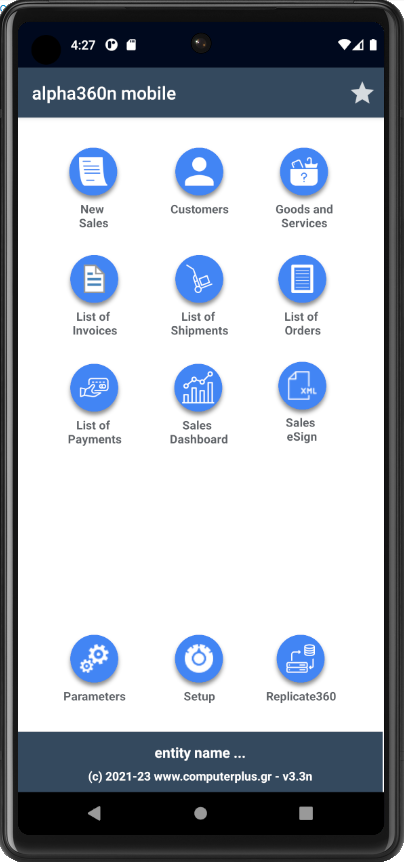 4:27
alpha360n mobile
New
Sales
Customers
Goods and
Services
?
List of
Invoices
List of
Shipments
List of
Orders
XML
List of
Payments
Sales
Dashboard
Sales
eSign
Parameters
Setup
Replicate360
entity name ...
(c) 2021-23 www.computerplus.gr - v3.3n